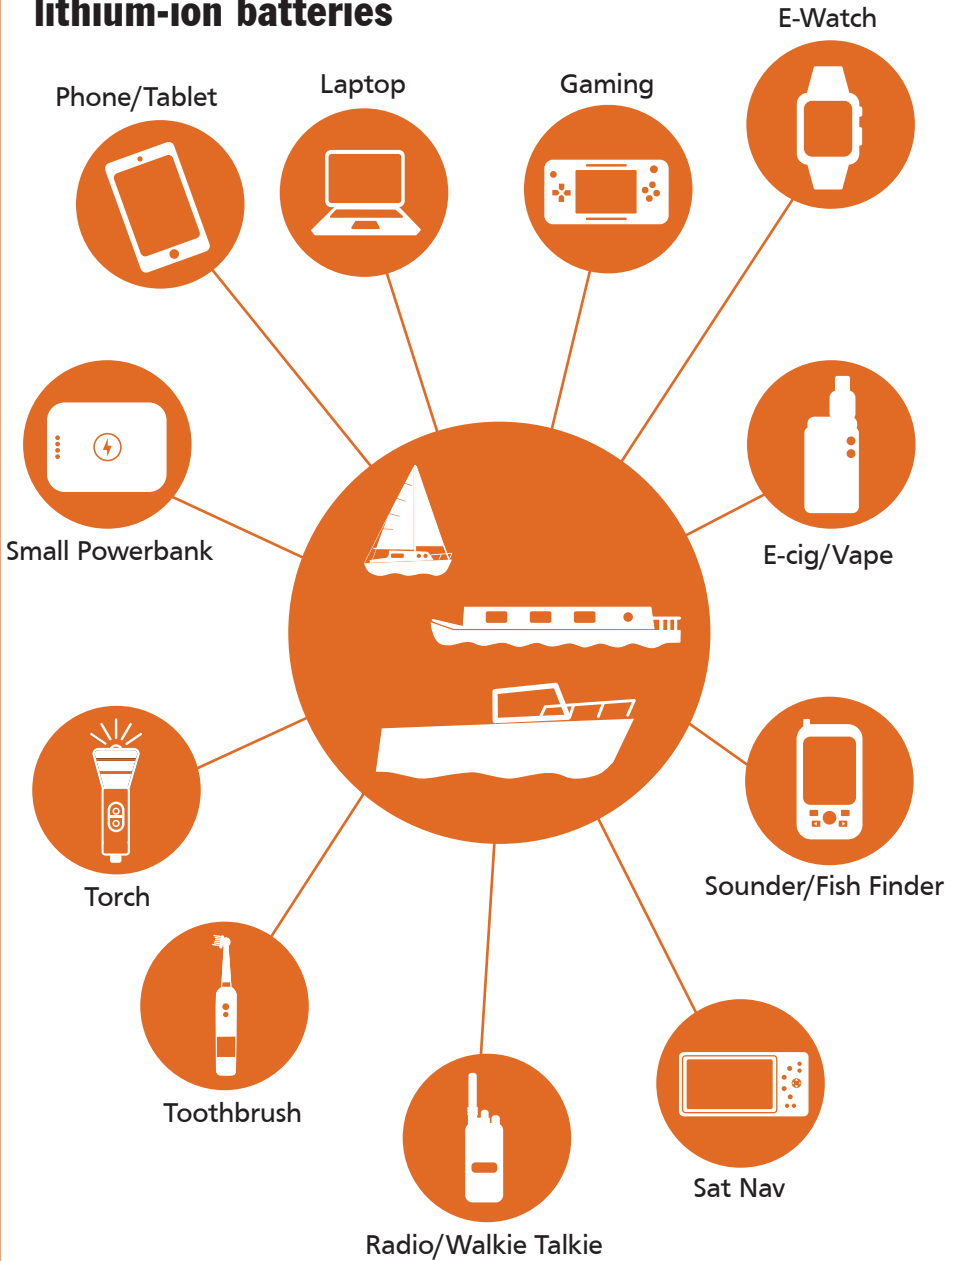 lithium-ion batteries
E-Watch
Phone/Tablet
Laptop
Gaming
Small Powerbank
E-cig/Vape
Torch
Sounder/Fish Finder
Toothbrush
Sat Nav
Radio/Walkie Talkie